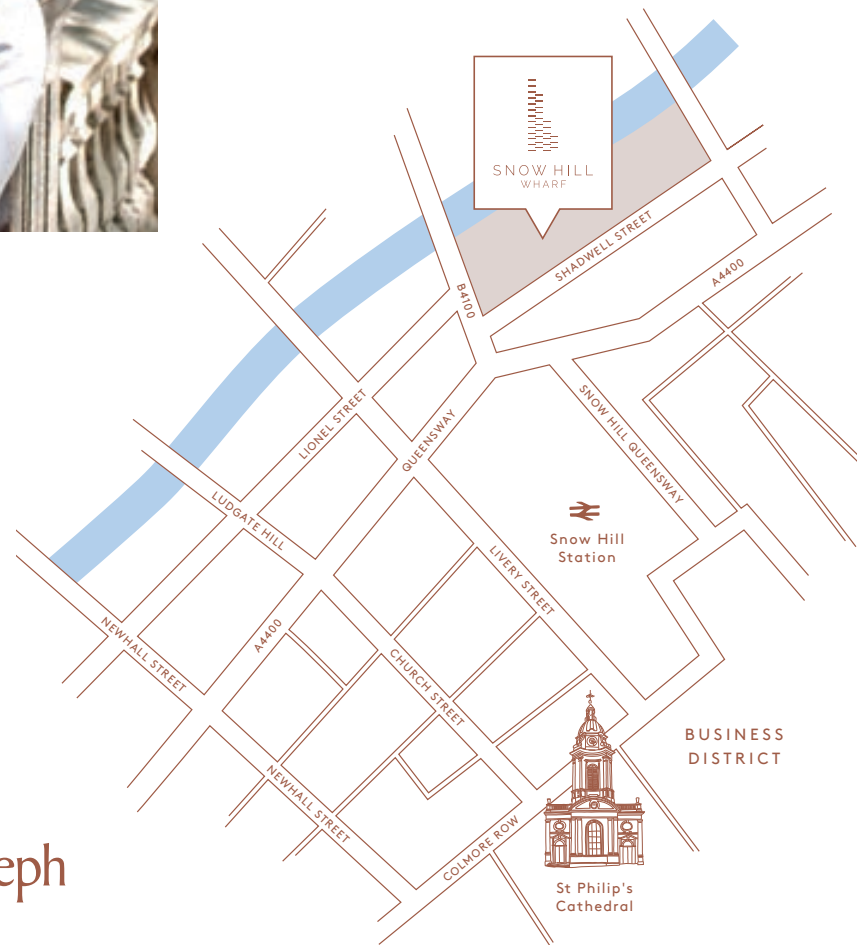 SNOW HILL
WHARF
SHADWELL STREET
A4400
B4100
LIONEL STREET
QUEENSWAY
SNOW HILL QUEENSWAY
LUDGATE HILL
Snow Hill
Station
LIVERY STREET
NEWHALL STREET
A4400
CHURCH STREET
BUSINESS
DISTRICT
NEWHALL STREET
COLMORE ROW
eph
St Philip's
Cathedral